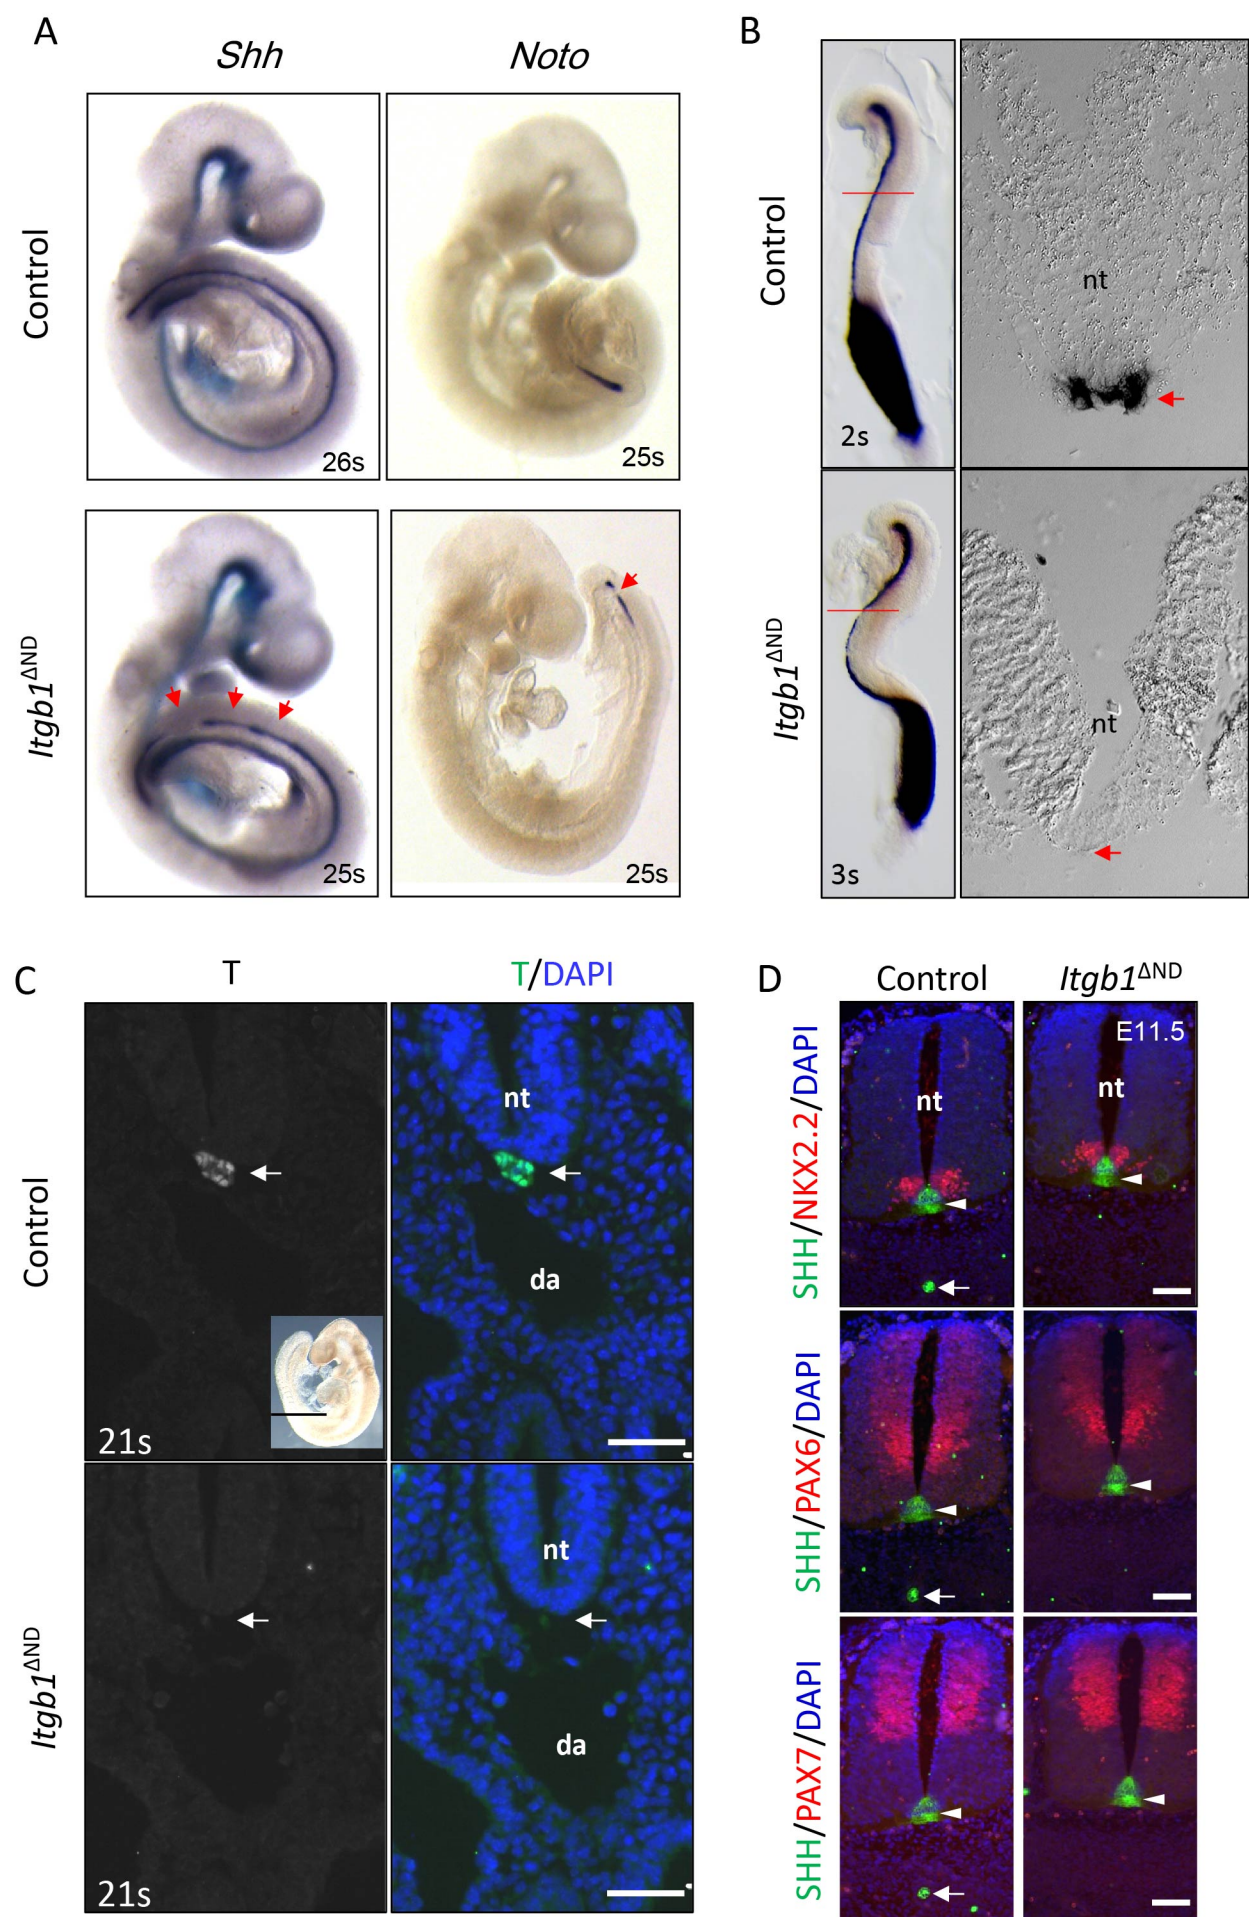 A
Shh
Noto
Control
26s
25s
Itgb1ΔND
25s
25s
B
Control
2s
nt
Itgb1ΔND
3s
nt
C
T
T/DAPI
Control
21s
nt
da
Itgb1ΔND
21s
nt
da
D
Control
Itgb1ΔND
SHH/NKX2.2/DAPI
nt
E11.5
nt
SHH/PAX6/DAPI
SHH/PAX7/DAPI